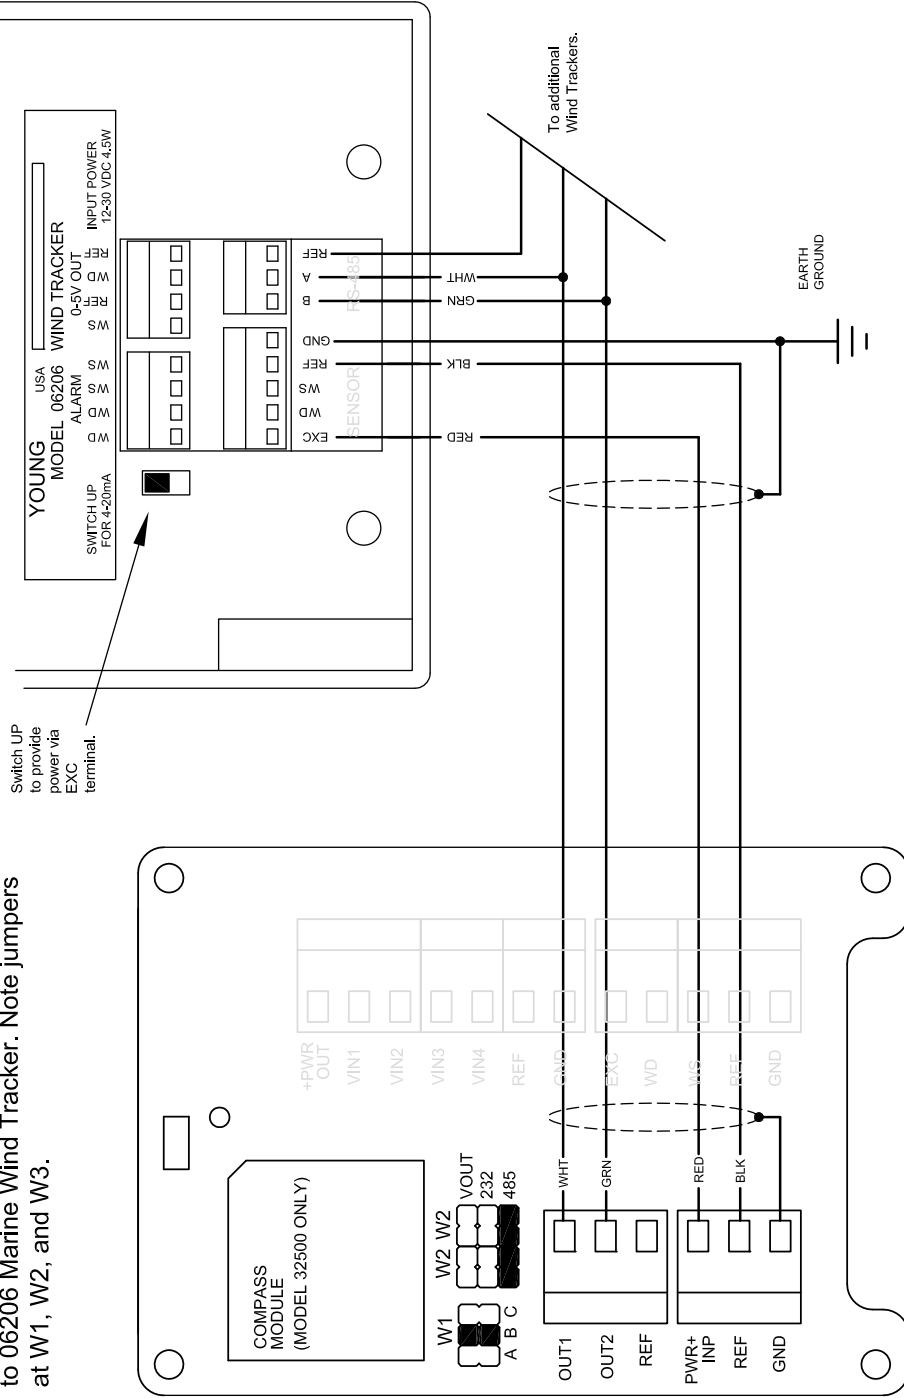 to 06206 Marine Wind Tracker. Note jumpers
at W1, W2, and W3.
Switch UP
to provide
power via
EXC
terminal.
YOUNG
USA
MODEL 06206
WIND TRACKER
SWITCH UP
FOR 4-20mA
ALARM
0-5V OUT
INPUT POWER
12-30 VDC 4.5W
WD
WD
WS
WS
WS
REF
WD
REF
EXC
WD
WS
REF
GND
B
A
REF
SENSOR
RS-485
RED
BLK
GRN
WHT
To additional
Wind Trackers.
EARTH
GROUND
COMPASS
MODULE
(MODEL 32500 ONLY)
+PWR
OUT
VIN1
VIN2
VIN3
VIN4
REF
GND
EXC
WD
WS
REF
GND
W1
A B C
W2 W2
VOUT
232
485
WHT
GRN
RED
BLK
OUT1
OUT2
REF
PWR+
INP
REF
GND